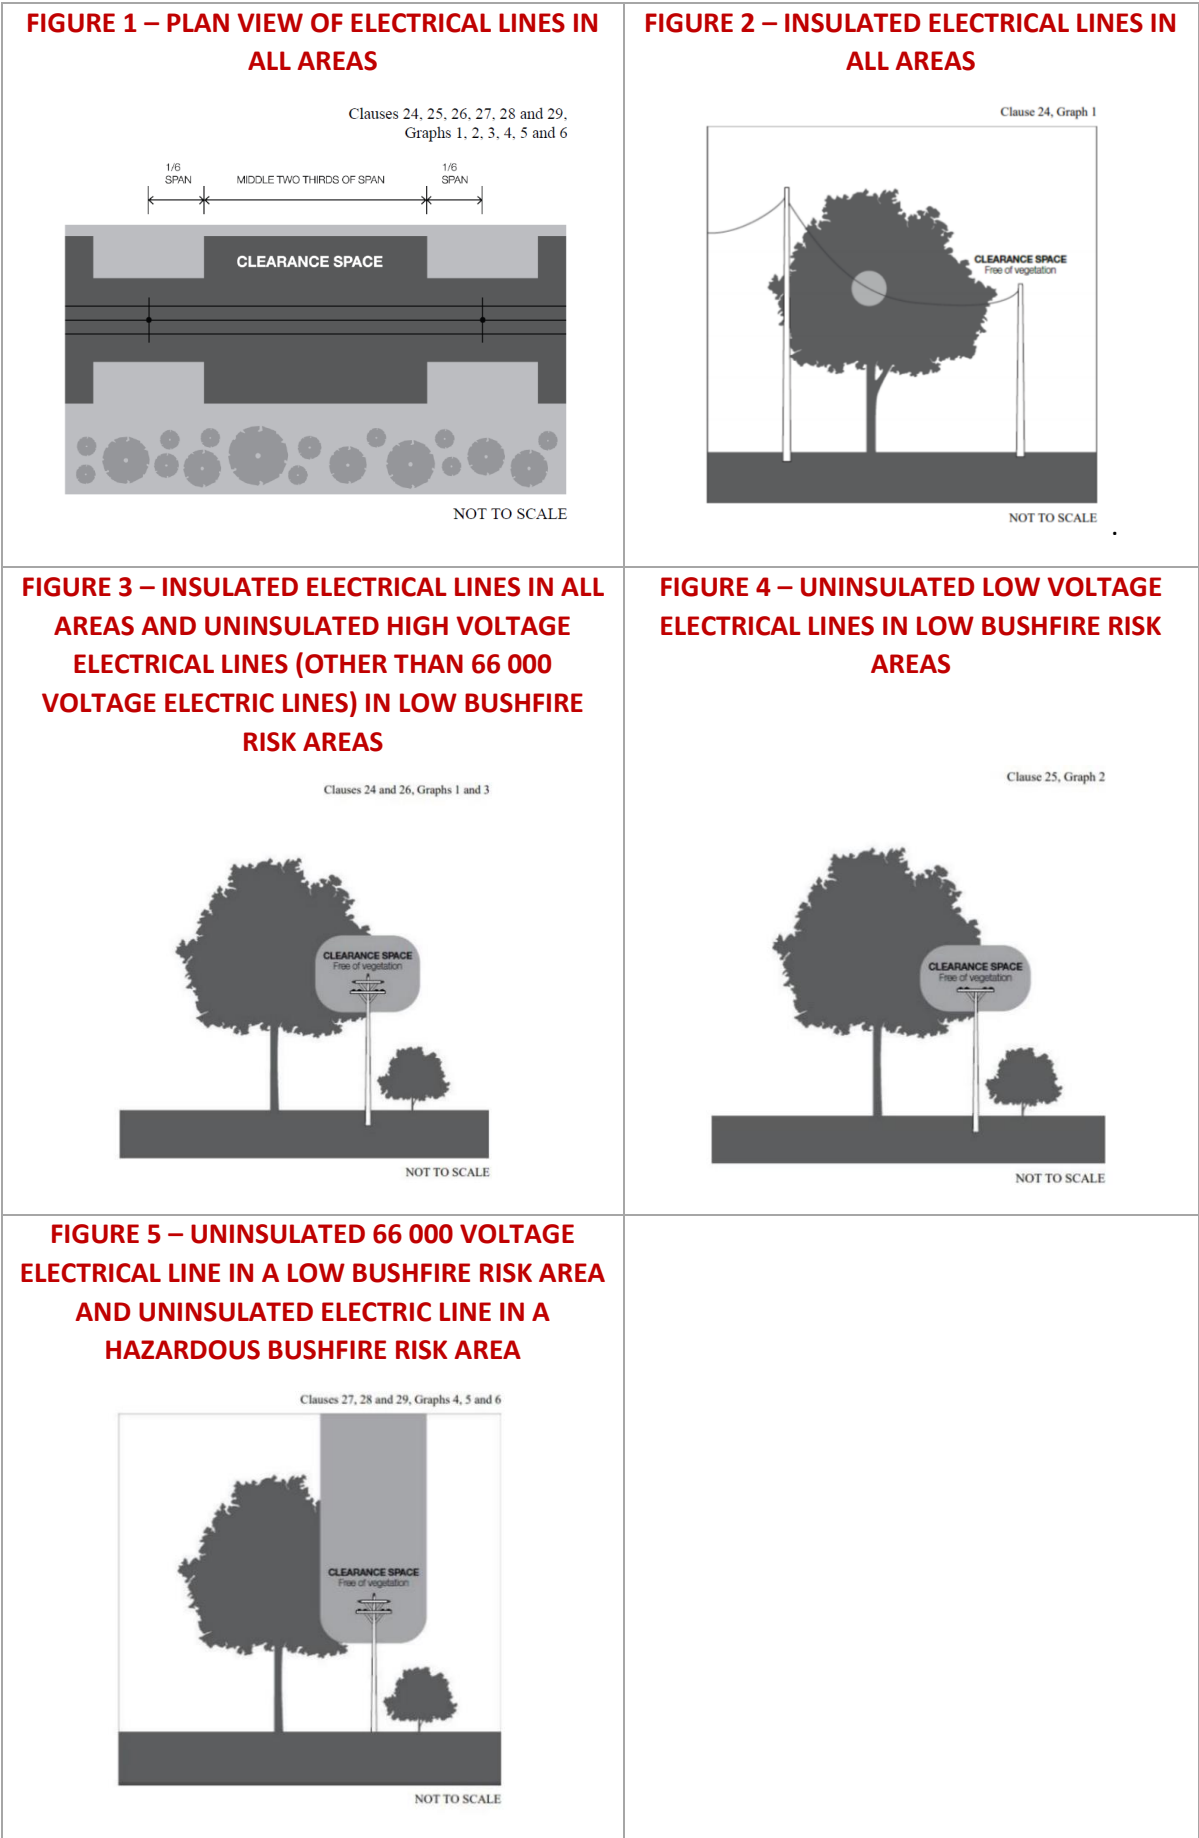 FIGURE 1 – PLAN VIEW OF ELECTRICAL LINES IN
ALL AREAS
Clauses 24, 25, 26, 27, 28 and 29,
Graphs 1, 2, 3, 4, 5 and 6
1/6
SPAN
MIDDLE TWO THIRDS OF SPAN
1/6
SPAN
CLEARANCE SPACE
NOT TO SCALE
FIGURE 2 – INSULATED ELECTRICAL LINES IN
ALL AREAS
Clause 24, Graph 1
CLEARANCE SPACE
Free of vegetation
NOT TO SCALE
.
FIGURE 3 – INSULATED ELECTRICAL LINES IN ALL
AREAS AND UNINSULATED HIGH VOLTAGE
ELECTRICAL LINES (OTHER THAN 66 000
VOLTAGE ELECTRIC LINES) IN LOW BUSHFIRE
RISK AREAS
Clauses 24 and 26, Graphs 1 and 3
CLEARANCE SPACE
Free of vegetation
NOT TO SCALE
FIGURE 4 – UNINSULATED LOW VOLTAGE
ELECTRICAL LINES IN LOW BUSHFIRE RISK
AREAS
Clause 25, Graph 2
CLEARANCE SPACE
Free of vegetation
NOT TO SCALE
FIGURE 5 – UNINSULATED 66 000 VOLTAGE
ELECTRICAL LINE IN A LOW BUSHFIRE RISK AREA
AND UNINSULATED ELECTRIC LINE IN A
HAZARDOUS BUSHFIRE RISK AREA
Clauses 27, 28 and 29, Graphs 4, 5 and 6
CLEARANCE SPACE
Free of vegetation
NOT TO SCALE